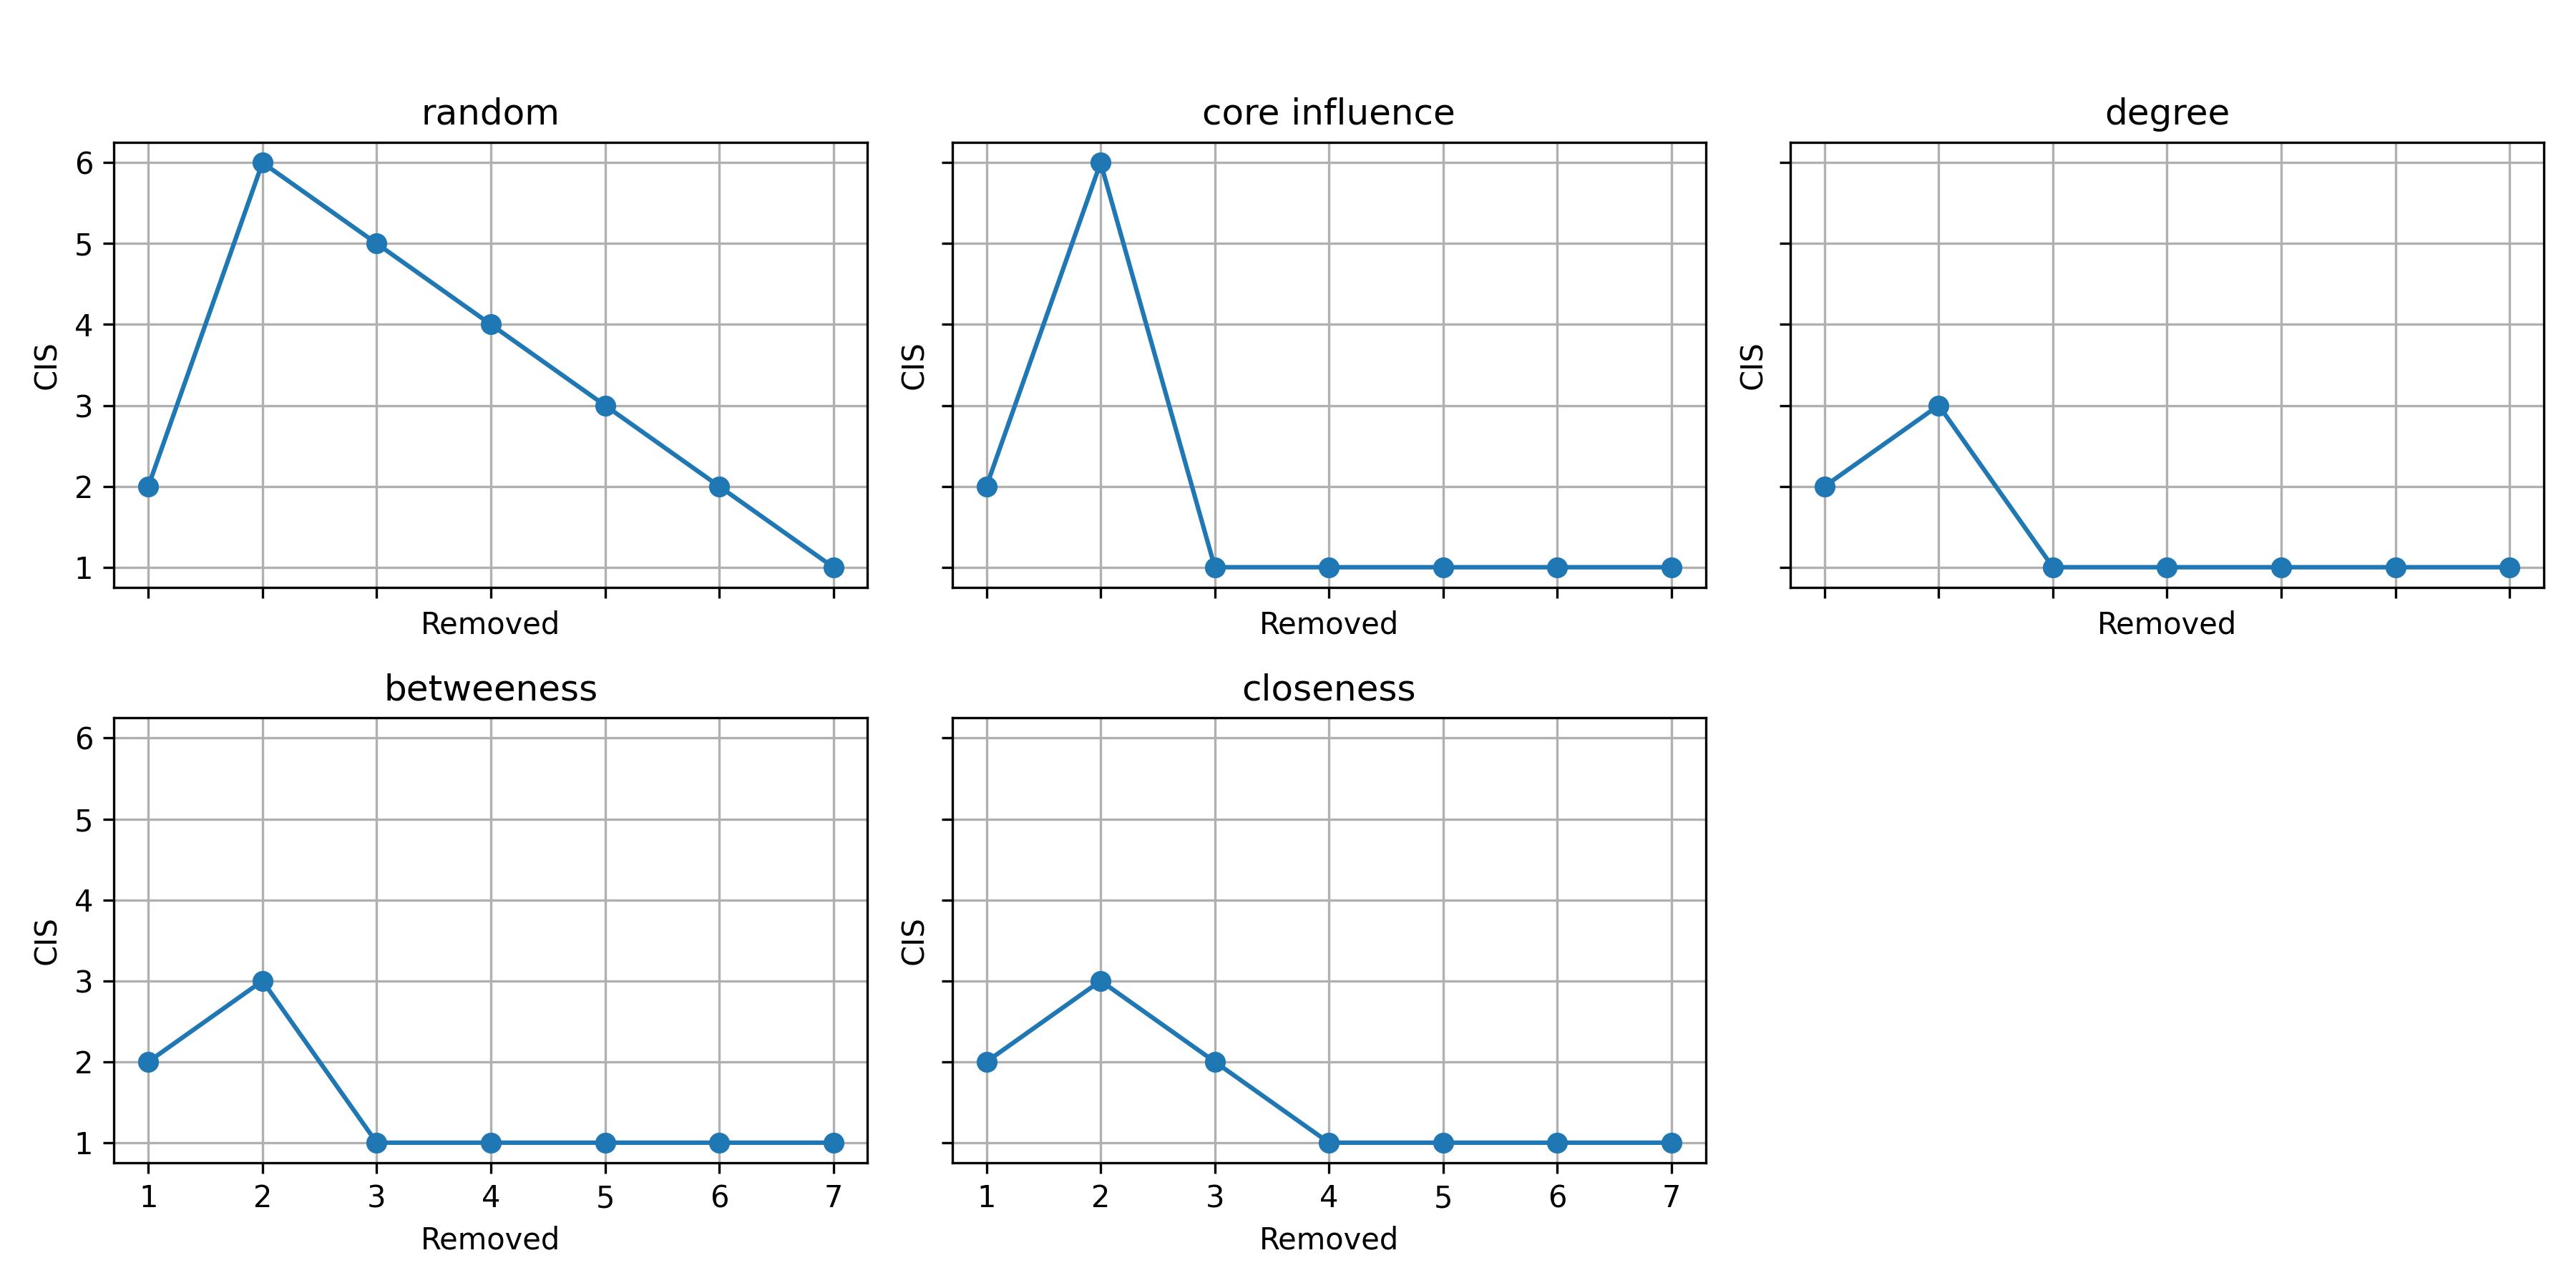 random
core influence
degree
6
5
4
3
2
1
CIS
CIS
CIS
Removed
Removed
Removed
betweeness
closeness
6
5
4
3
2
1
CIS
CIS
1 2 3 4 5 6 7
1 2 3 4 5 6 7
Removed
Removed